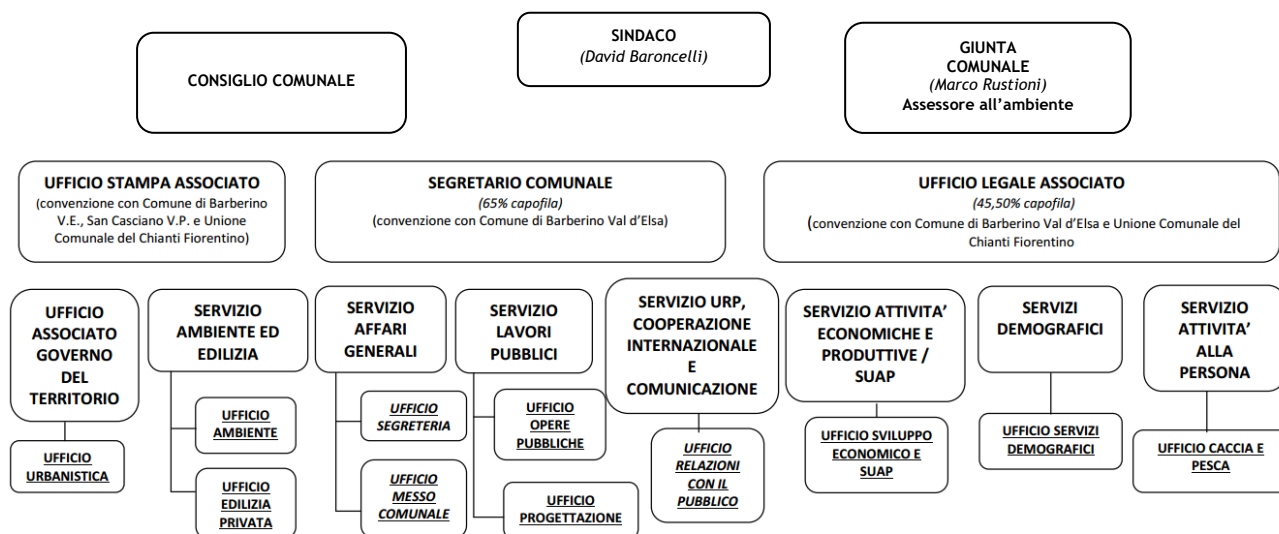 CONSIGLIO COMUNALE
SINDACO
(David Baroncelli)
GIUNTA
COMUNALE
(Marco Rustioni)
Assessore all’ambiente
UFFICIO STAMPA ASSOCIATO
(convenzione con Comune di Barberino
V.E., San Casciano V.P. e Unione
Comunale del Chianti Fiorentino)
SEGRETARIO COMUNALE
(65% capofila)
(convenzione con Comune di Barberino Val d’Elsa)
UFFICIO LEGALE ASSOCIATO
(45,50% capofila)
(convenzione con Comune di Barberino Val d’Elsa e Unione Comunale del
Chianti Fiorentino
UFFICIO
ASSOCIATO
GOVERNO
DEL
TERRITORIO
UFFICIO
URBANISTICA
SERVIZIO
AMBIENTE ED
EDILIZIA
UFFICIO
AMBIENTE
UFFICIO
EDILIZIA
PRIVATA
SERVIZIO
AFFARI
GENERALI
UFFICIO
SEGRETERIA
UFFICIO
MESSO
COMUNALE
SERVIZIO
LAVORI
PUBBLICI
UFFICIO
OPERE
PUBBLICHE
UFFICIO
PROGETTAZIONE
SERVIZIO URP,
COOPERAZIONE
INTERNAZIONALE
E
COMUNICAZIONE
UFFICIO
RELAZIONI
CON IL
PUBBLICO
SERVIZIO ATTIVITA’
ECONOMICHE E
PRODUTTIVE /
SUAP
UFFICIO SVILUPPO
ECONOMICO E
SUAP
SERVIZI
DEMOGRAFICI
UFFICIO SERVIZI
DEMOGRAFICI
SERVIZIO
ATTIVITA’
ALLA
PERSONA
UFFICIO CACCIA E
PESCA